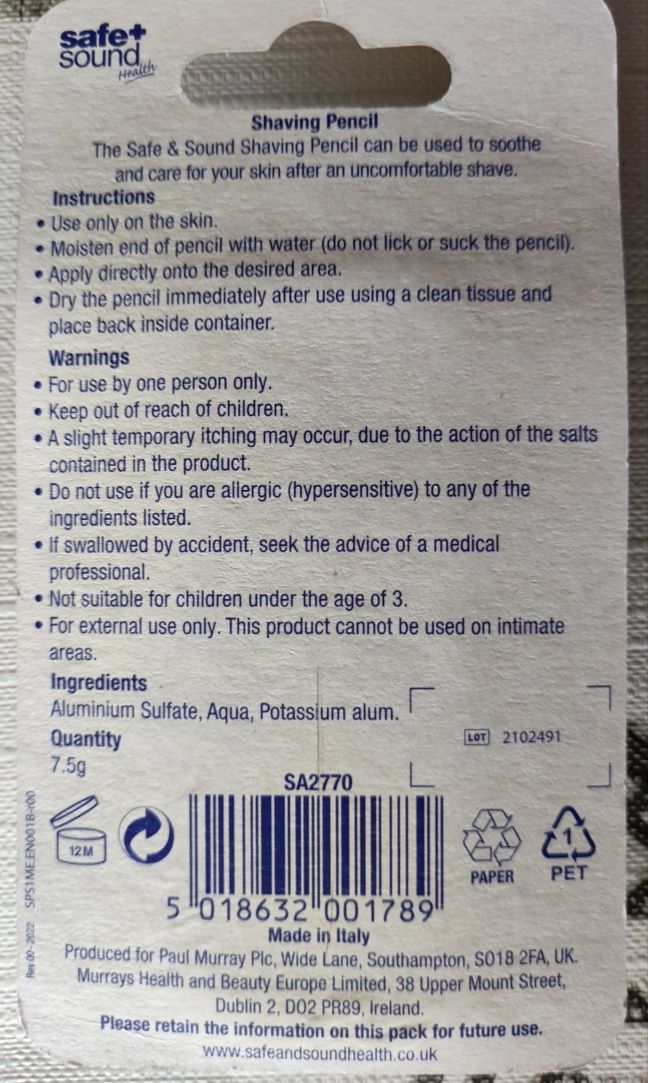 safe+
sound
Health
Shaving Pencil
The Safe & Sound Shaving Pencil can be used to soothe
and care for your skin after an uncomfortable shave.
Instructions
• Use only on the skin.
• Moisten end of pencil with water (do not lick or suck the pencil).
• Apply directly onto the desired area.
• Dry the pencil immediately after use using a clean tissue and
place back inside container.
Warnings
• For use by one person only.
• Keep out of reach of children.
• A slight temporary itching may occur, due to the action of the salts
contained in the product.
• Do not use if you are allergic (hypersensitive) to any of the
ingredients listed.
• If swallowed by accident, seek the advice of a medical
professional.
• Not suitable for children under the age of 3.
• For external use only. This product cannot be used on intimate
areas.
Ingredients
Aluminium Sulfate, Aqua, Potassium alum.
Quantity
7.5g
LOT 2102491
SA2770
12M
5 018632 001789
1
PAPER
PET
Rev.00 - 2022 SPS1ME.EN001B-r00
Made in Italy
Produced for Paul Murray Plc, Wide Lane, Southampton, SO18 2FA, UK.
Murrays Health and Beauty Europe Limited, 38 Upper Mount Street,
Dublin 2, D02 PR89, Ireland.
Please retain the information on this pack for future use.
www.safeandsoundhealth.co.uk